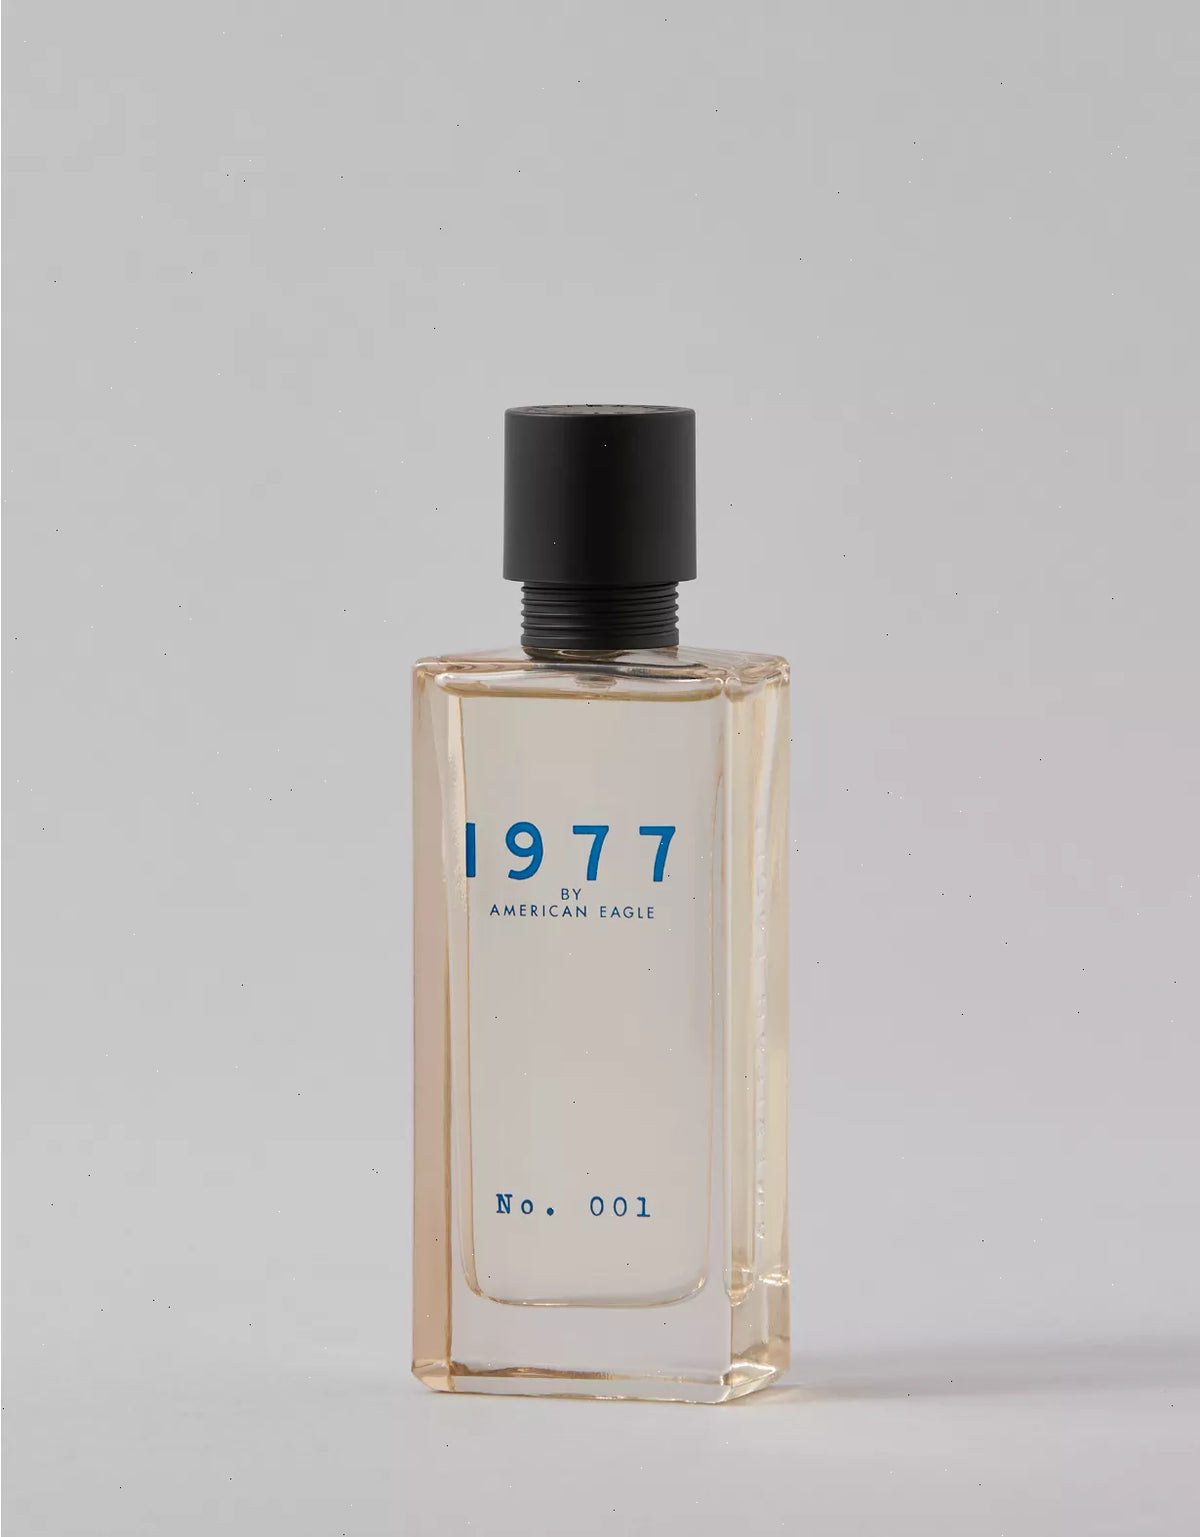 1977
BY
AMERICAN EAGLE
No. 001